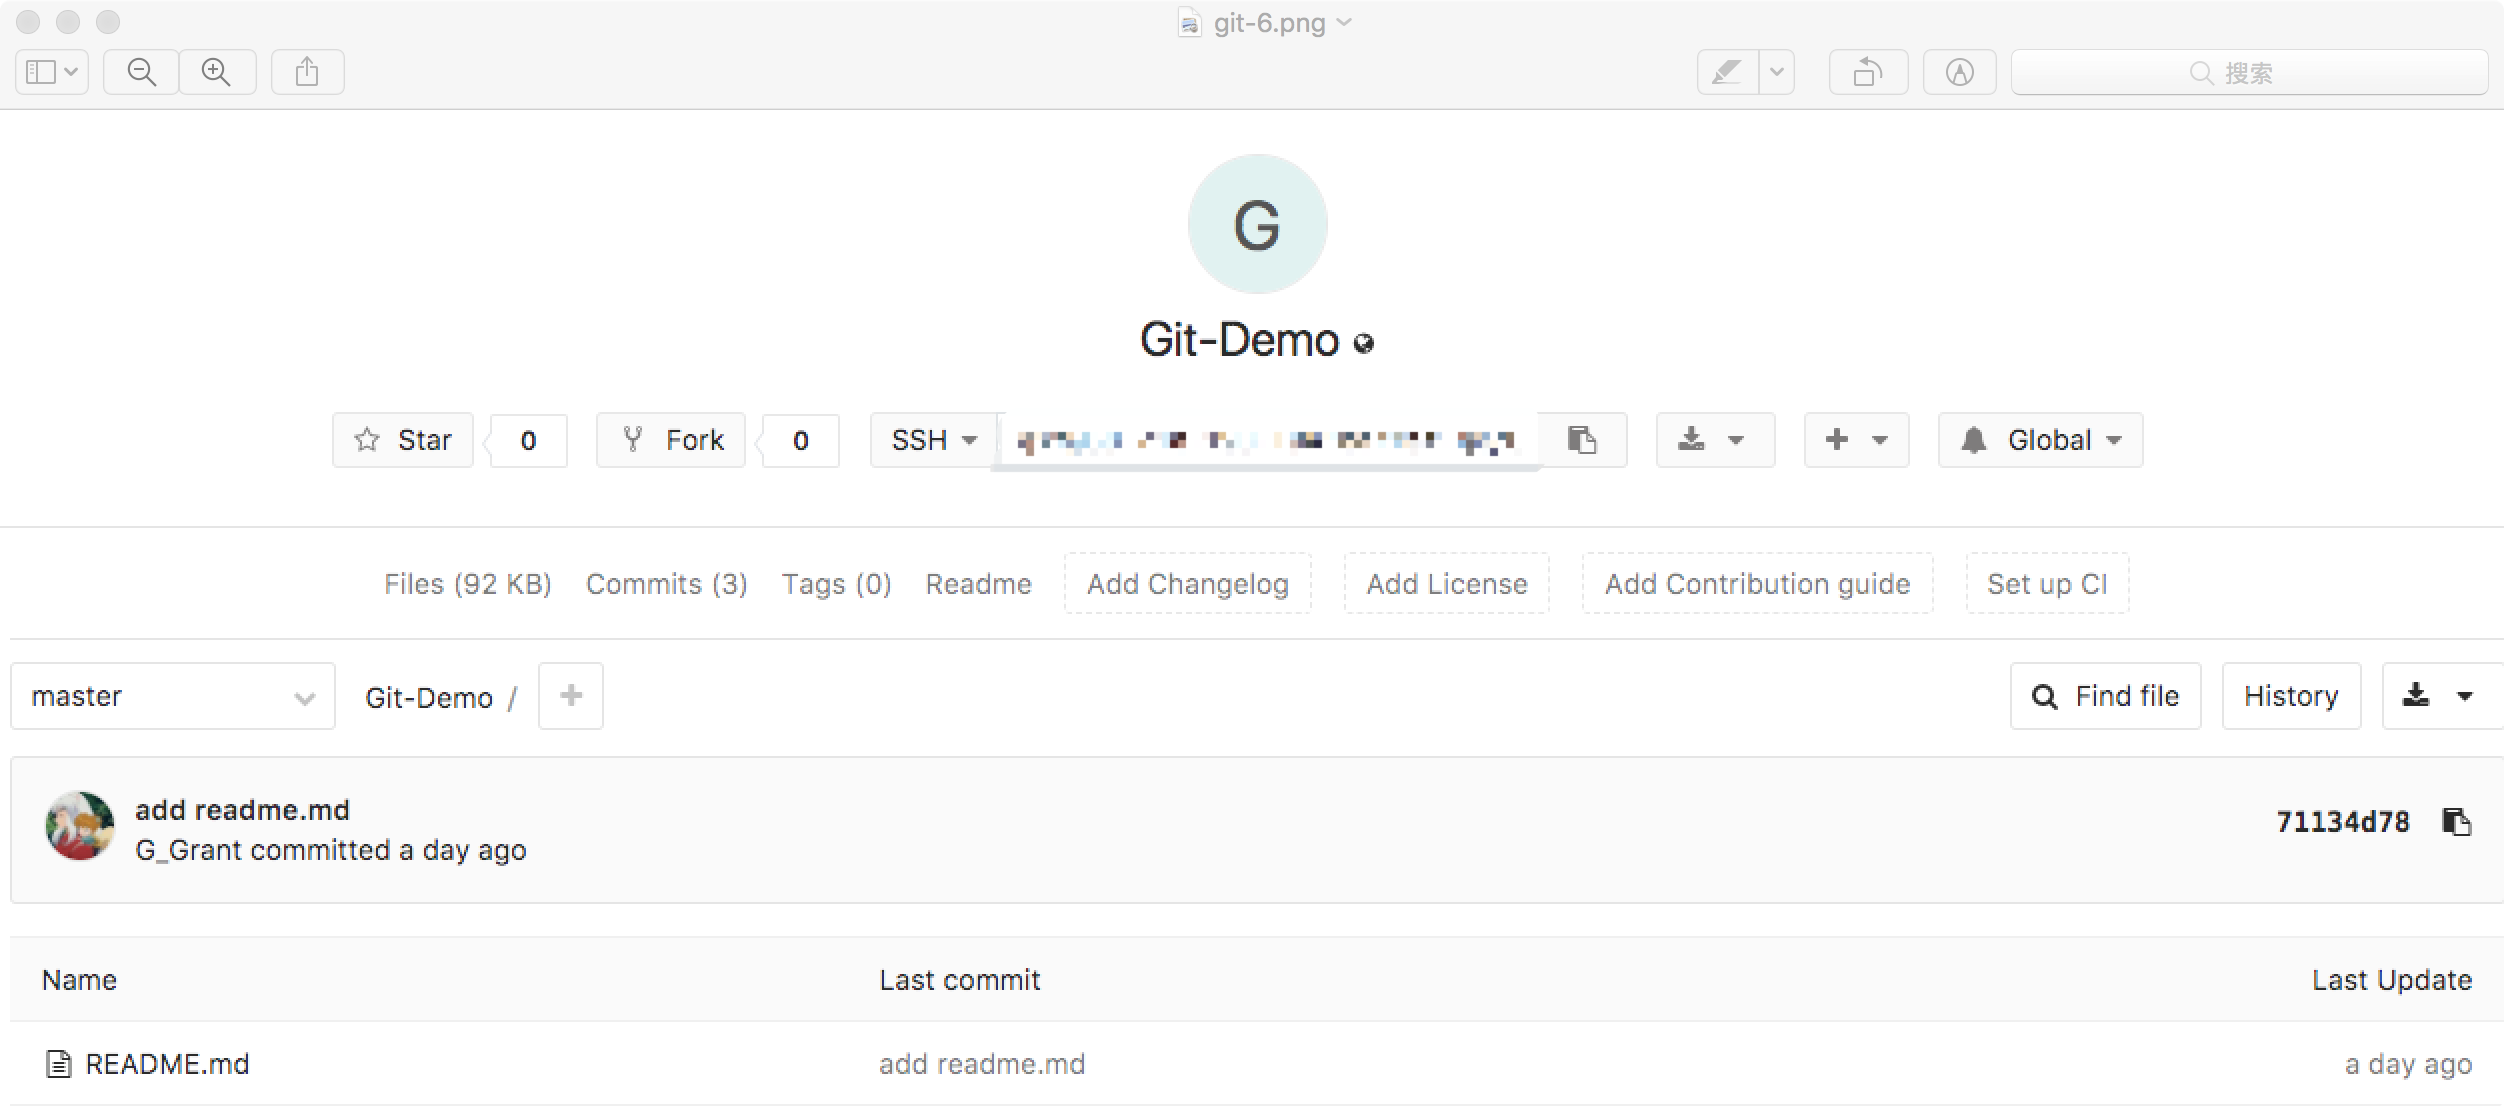 git-6.png
搜索
G
Git-Demo
Star 0 Fork 0 SSH Global
Files (92 KB) Commits (3) Tags (0) Readme Add Changelog Add License Add Contribution guide Set up CI
master Git-Demo / Find file History
add readme.md
G_Grant committed a day ago
71134d78
Name Last commit Last Update
README.md add readme.md a day ago